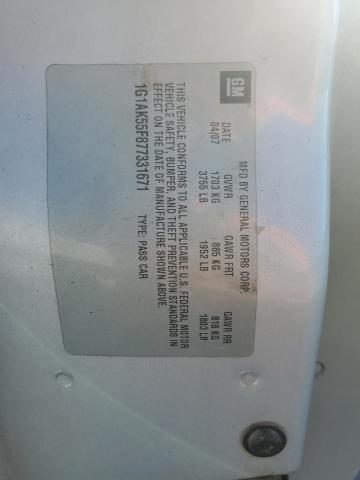 GM
MFD BY GENERAL MOTORS CORP.
DATE GVWR GAWR FRT GAWR RR
04/07 1703 KG 885 KG 818 KG
3755 LB 1952 LB 1803 LB
THIS VEHICLE CONFORMS TO ALL APPLICABLE U.S. FEDERAL MOTOR
VEHICLE SAFETY, BUMPER, AND THEFT PREVENTION STANDARDS IN
EFFECT ON THE DATE OF MANUFACTURE SHOWN ABOVE.
1G1AK55F877331671 TYPE: PASS CAR